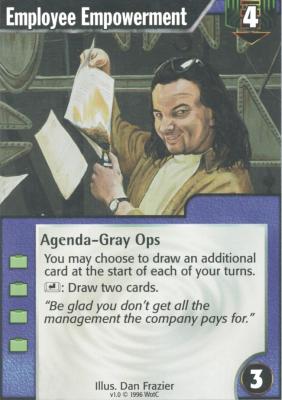 Employee Empowerment
4
Agenda-Gray Ops
You may choose to draw an additional
card at the start of each of your turns.
: Draw two cards.
"Be glad you don't get all the
management the company pays for."
3
Illus. Dan Frazier
v1.0 © 1996 WotC